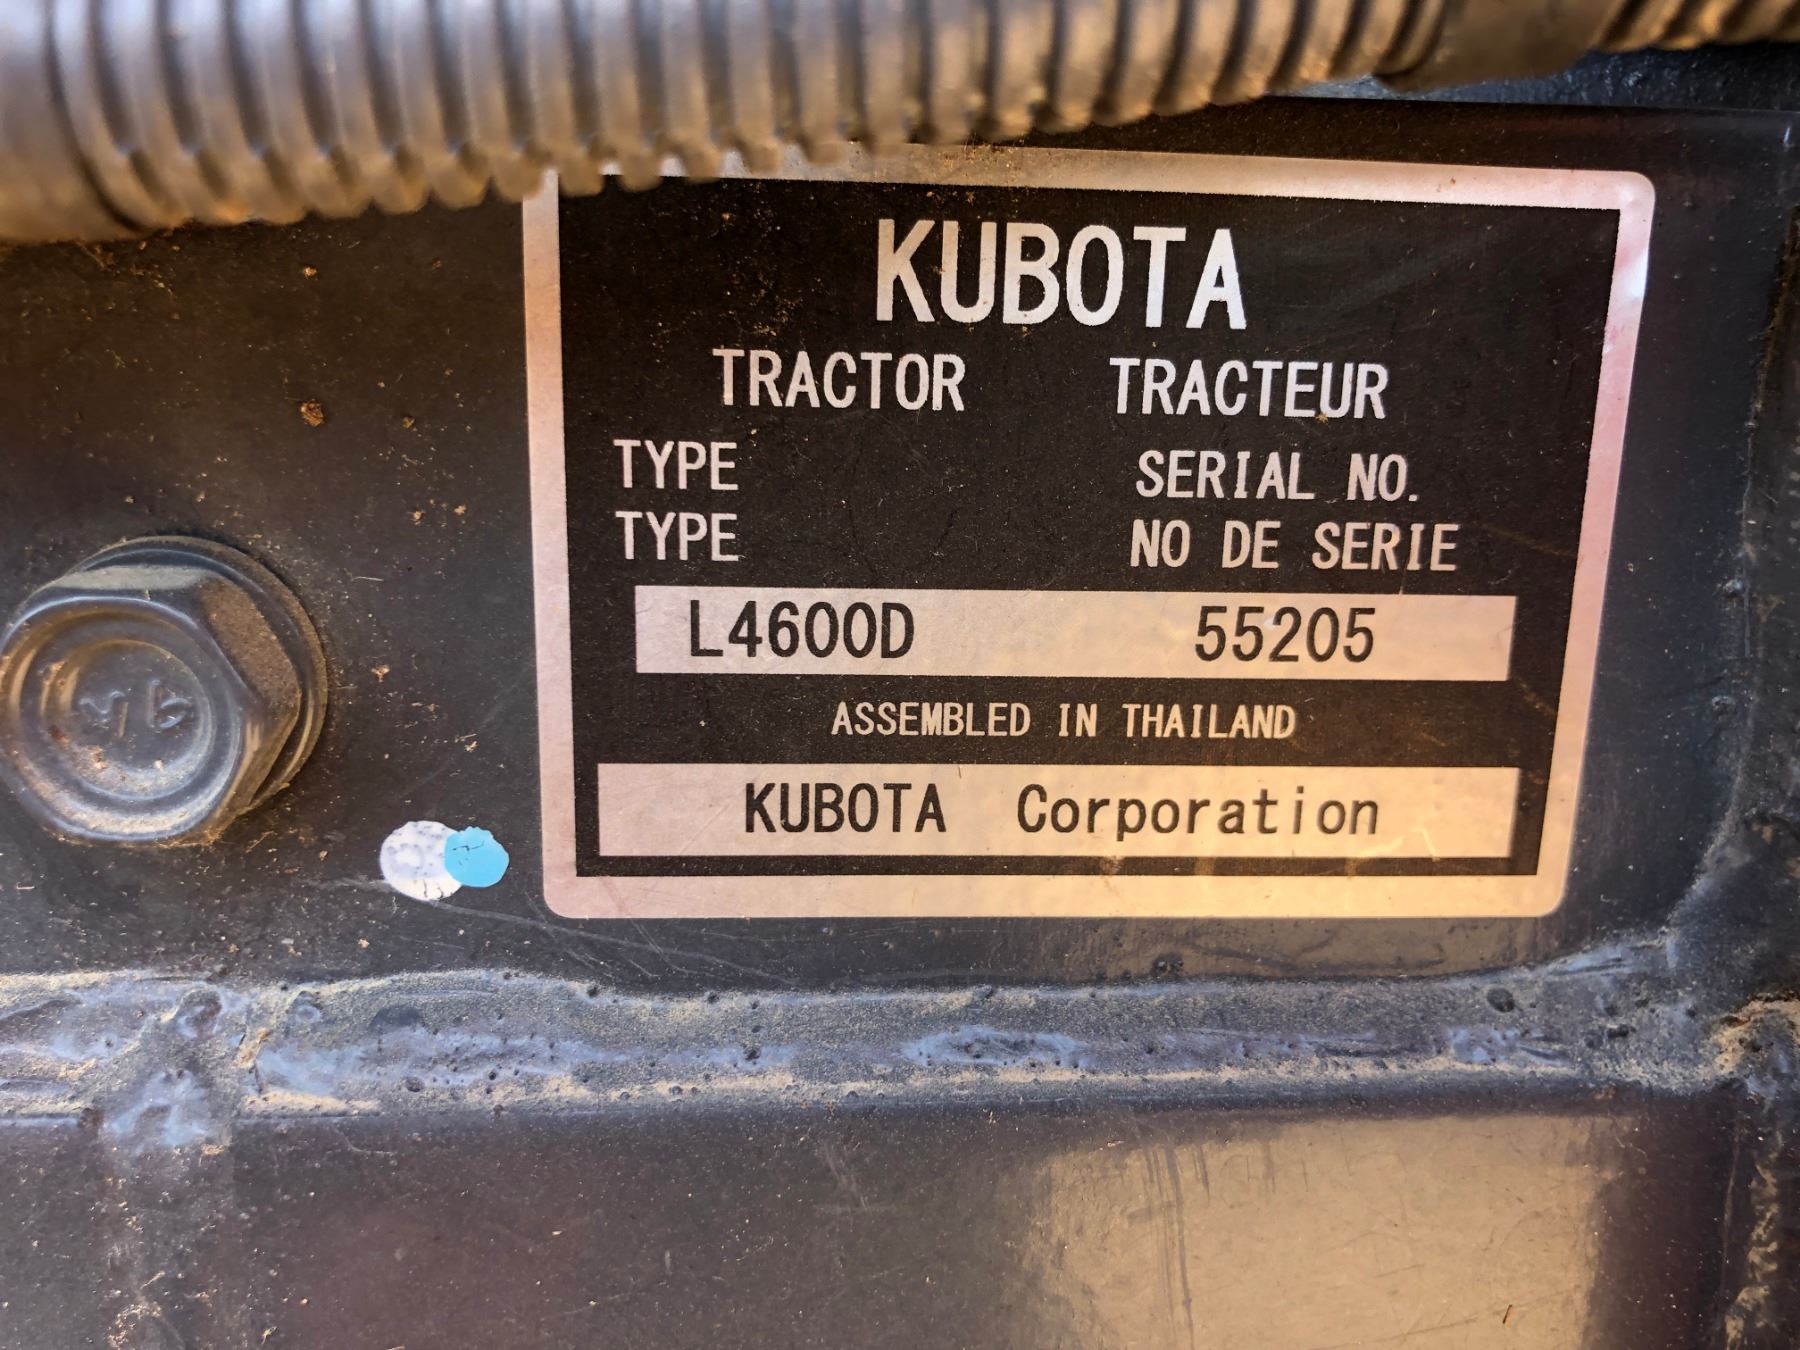 KUBOTA
TRACTOR TRACTEUR
TYPE SERIAL NO.
TYPE NO DE SERIE
L4600D 55205
ASSEMBLED IN THAILAND
KUBOTA Corporation